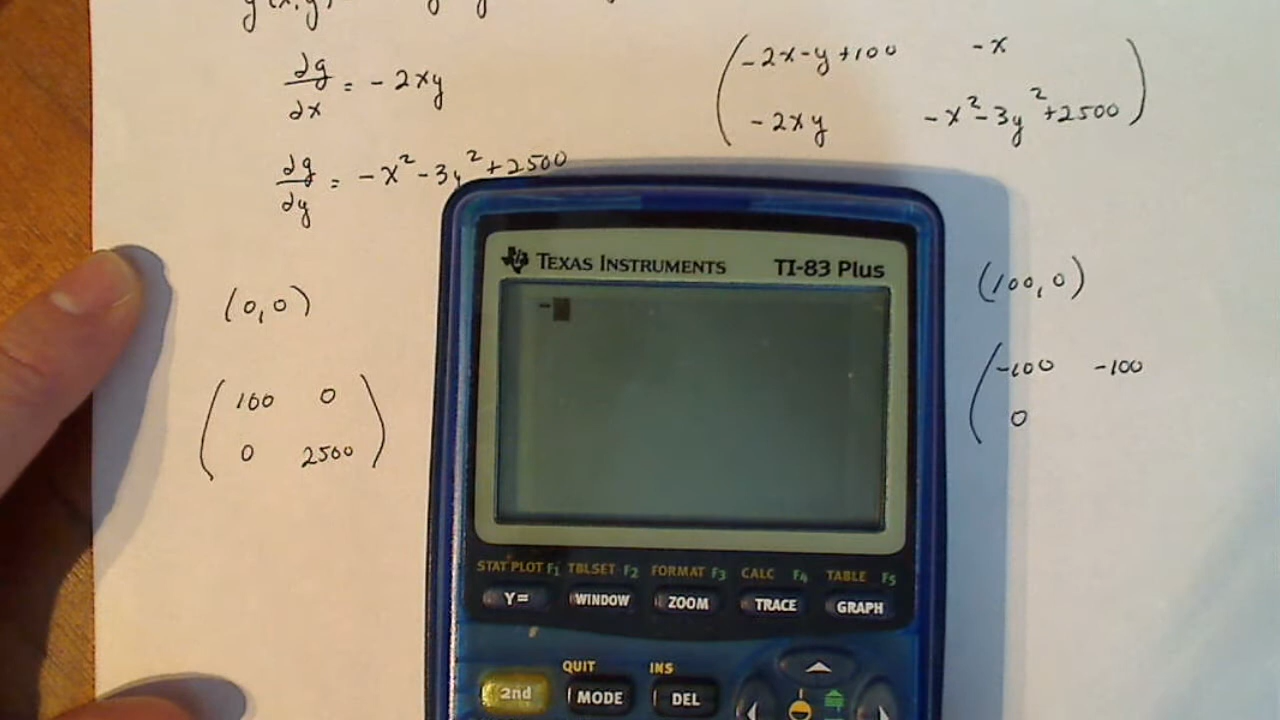 ∂g/∂x = -2xy
∂g/∂y = -x² - 3y² + 2500
( -2x-y+100 -x
-2xy -x²-3y²+2500 )
(0,0)
( 100 0
0 2500 )
(100,0)
( -100 -100
0
TEXAS INSTRUMENTS TI-83 Plus
-
STAT PLOT F1 TBLSET F2 FORMAT F3 CALC F4 TABLE F5
Y= WINDOW ZOOM TRACE GRAPH
QUIT INS
2nd MODE DEL